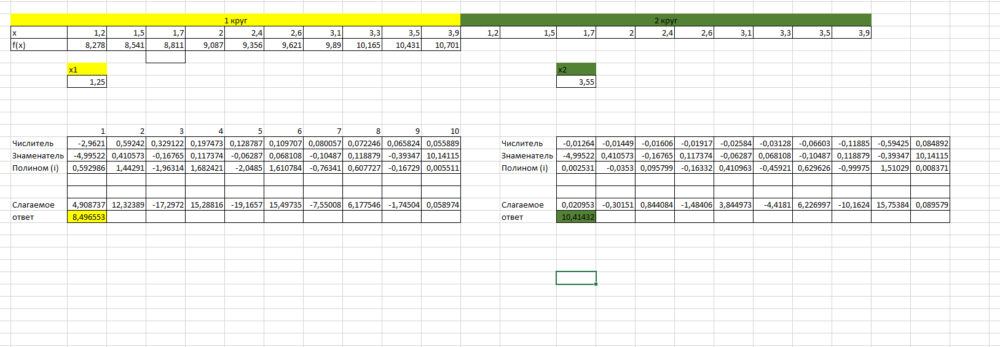 1 круг 2 круг
x 1,2 1,5 1,7 2 2,4 2,6 3,1 3,3 3,5 3,9 1,2 1,5 1,7 2 2,4 2,6 3,1 3,3 3,5 3,9
f(x) 8,278 8,541 8,811 9,087 9,356 9,621 9,89 10,165 10,431 10,701
x1 x2
1,25 3,55
1 2 3 4 5 6 7 8 9 10
Числитель -2,9621 0,59242 0,329122 0,197473 0,128787 0,109707 0,080057 0,072246 0,065824 0,055889 Числитель -0,01264 -0,01449 -0,01606 -0,01917 -0,02584 -0,03128 -0,06603 -0,11885 -0,59425 0,084892
Знаменатель -4,99522 0,410573 -0,16765 0,117374 -0,06287 0,068108 -0,10487 0,118879 -0,39347 10,14115 Знаменатель -4,99522 0,410573 -0,16765 0,117374 -0,06287 0,068108 -0,10487 0,118879 -0,39347 10,14115
Полином (i) 0,592986 1,44291 -1,96314 1,682421 -2,0485 1,610784 -0,76341 0,607727 -0,16729 0,005511 Полином (i) 0,002531 -0,0353 0,095799 -0,16332 0,410963 -0,45921 0,629626 -0,99975 1,51029 0,008371
Слагаемое 4,908737 12,32389 -17,2972 15,28816 -19,1657 15,49735 -7,55008 6,177546 -1,74504 0,058974 Слагаемое 0,020953 -0,30151 0,844084 -1,48406 3,844973 -4,4181 6,226997 -10,1624 15,75384 0,089579
ответ 8,496553 ответ 10,41432